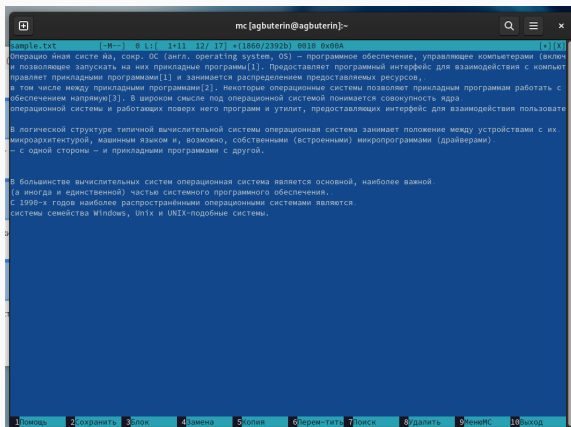 mc [agbuterin@agbuterin]:~
sample.txt [-M--] 0 L:[ 1+11 12/ 17] *(1860/2392b) 0010 0x00A [*][X]
Операцио́нная систе́ма, сокр. ОС (англ. operating system, OS) — программное обеспечение, управляющее компьютерами (включ
и позволяющее запускать на них прикладные программы[1]. Предоставляет программный интерфейс для взаимодействия с компьют
правляет прикладными программами[1] и занимается распределением предоставляемых ресурсов,.
в том числе между прикладными программами[2]. Некоторые операционные системы позволяют прикладным программам работать с
обеспечением напрямую[3]. В широком смысле под операционной системой понимается совокупность ядра.
операционной системы и работающих поверх него программ и утилит, предоставляющих интерфейс для взаимодействия пользовате
В логической структуре типичной вычислительной системы операционная система занимает положение между устройствами с их.
микроархитектурой, машинным языком и, возможно, собственными (встроенными) микропрограммами (драйверами).
— с одной стороны — и прикладными программами с другой.
В большинстве вычислительных систем операционная система является основной, наиболее важной.
(а иногда и единственной) частью системного программного обеспечения..
С 1990-х годов наиболее распространёнными операционными системами являются.
системы семейства Windows, Unix и UNIX-подобные системы.
1Помощь 2Сохранить 3Блок 4Замена 5Копия 6Перем~тить 7Поиск 8Удалить 9МенюMC 10Выход